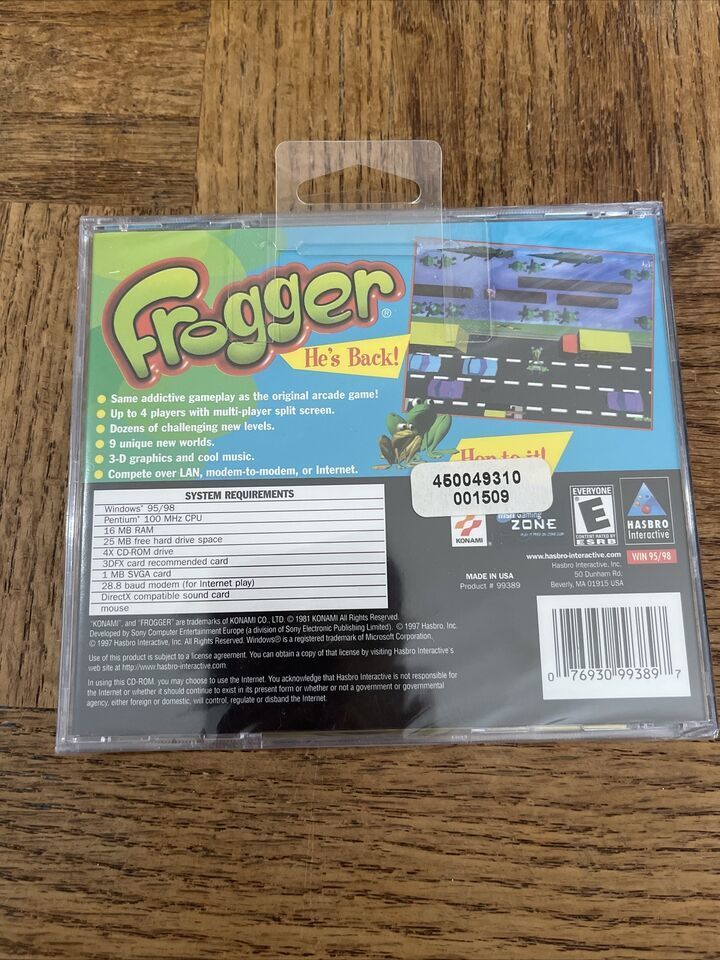 Frogger®
He's Back!
Same addictive gameplay as the original arcade game!
Up to 4 players with multi-player split screen.
Dozens of challenging new levels.
9 unique new worlds.
3-D graphics and cool music.
Compete over LAN, modem-to-modem, or Internet.
Hop to it!
450049310
001509
SYSTEM REQUIREMENTS
Windows® 95/98
Pentium® 100 MHz CPU
16 MB RAM
25 MB free hard drive space
4X CD-ROM drive
3DFX card recommended card
1 MB SVGA card
28.8 baud modem (for Internet play)
DirectX compatible sound card
mouse
KONAMI
Gaming
ZONE
EVERYONE
E
CONTENT RATED BY
ESRB
HASBRO
Interactive
WIN 95/98
www.hasbro-interactive.com
Hasbro Interactive, Inc.
50 Dunham Rd.
Beverly, MA 01915 USA
MADE IN USA
Product # 99389
"KONAMI", and "FROGGER" are trademarks of KONAMI CO., LTD. © 1981 KONAMI All Rights Reserved.
Developed by Sony Computer Entertainment Europe (a division of Sony Electronic Publishing Limited). © 1997 Hasbro, Inc.
© 1997 Hasbro Interactive, Inc. All Rights Reserved. Windows® is a registered trademark of Microsoft Corporation.
Use of this product is subject to a license agreement. You can obtain a copy of that license by visiting Hasbro Interactive's
web site at http://www.hasbro-interactive.com.
In using this CD-ROM, you may choose to use the Internet. You acknowledge that Hasbro Interactive is not responsible for
the Internet or whether it should continue to exist in its present form or whether or not a government or governmental
agency, either foreign or domestic, will control, regulate or disband the Internet.
0 76930 99389 7